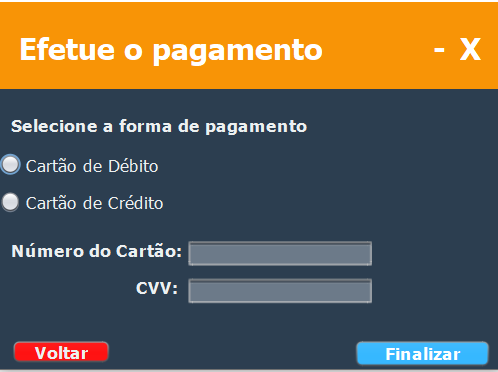 Efetue o pagamento - X
Selecione a forma de pagamento
Cartão de Débito
Cartão de Crédito
Número do Cartão:
CVV:
Voltar Finalizar